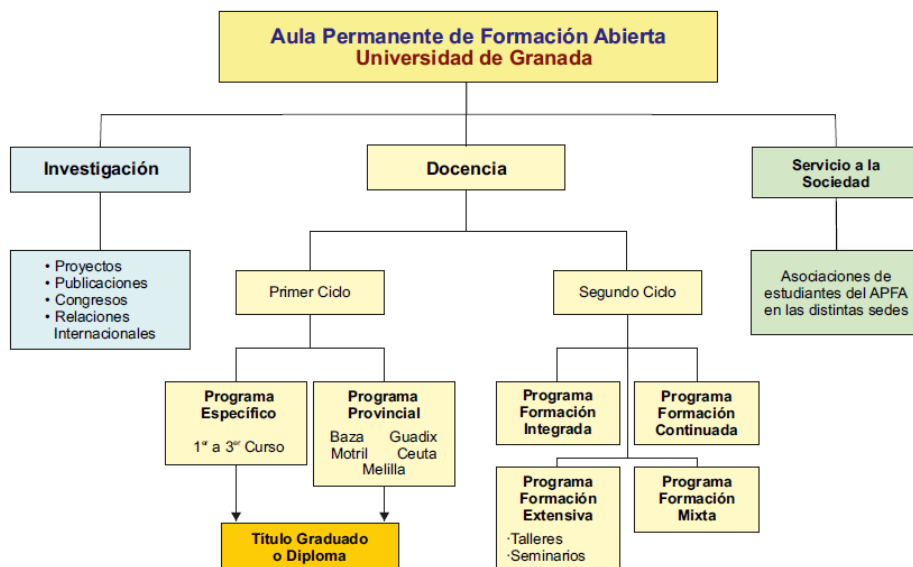 Aula Permanente de Formación Abierta
Universidad de Granada
Investigación
Docencia
Servicio a la
Sociedad
• Proyectos
• Publicaciones
• Congresos
• Relaciones
Internacionales
Primer Ciclo
Segundo Ciclo
Asociaciones de
estudiantes del APFA
en las distintas sedes
Programa
Específico
1er a 3er Curso
Programa
Provincial
Baza Guadix
Motril Ceuta
Melilla
Programa
Formación
Integrada
Programa
Formación
Continuada
Programa
Formación
Extensiva
·Talleres
·Seminarios
Programa
Formación
Mixta
Título Graduado
o Diploma